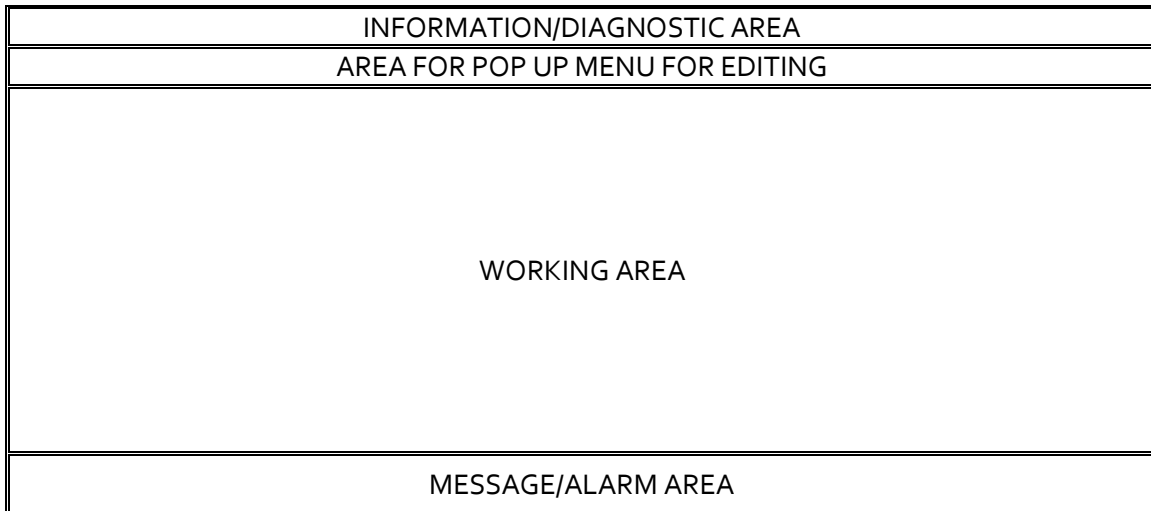 INFORMATION/DIAGNOSTIC AREA
AREA FOR POP UP MENU FOR EDITING
WORKING AREA
MESSAGE/ALARM AREA